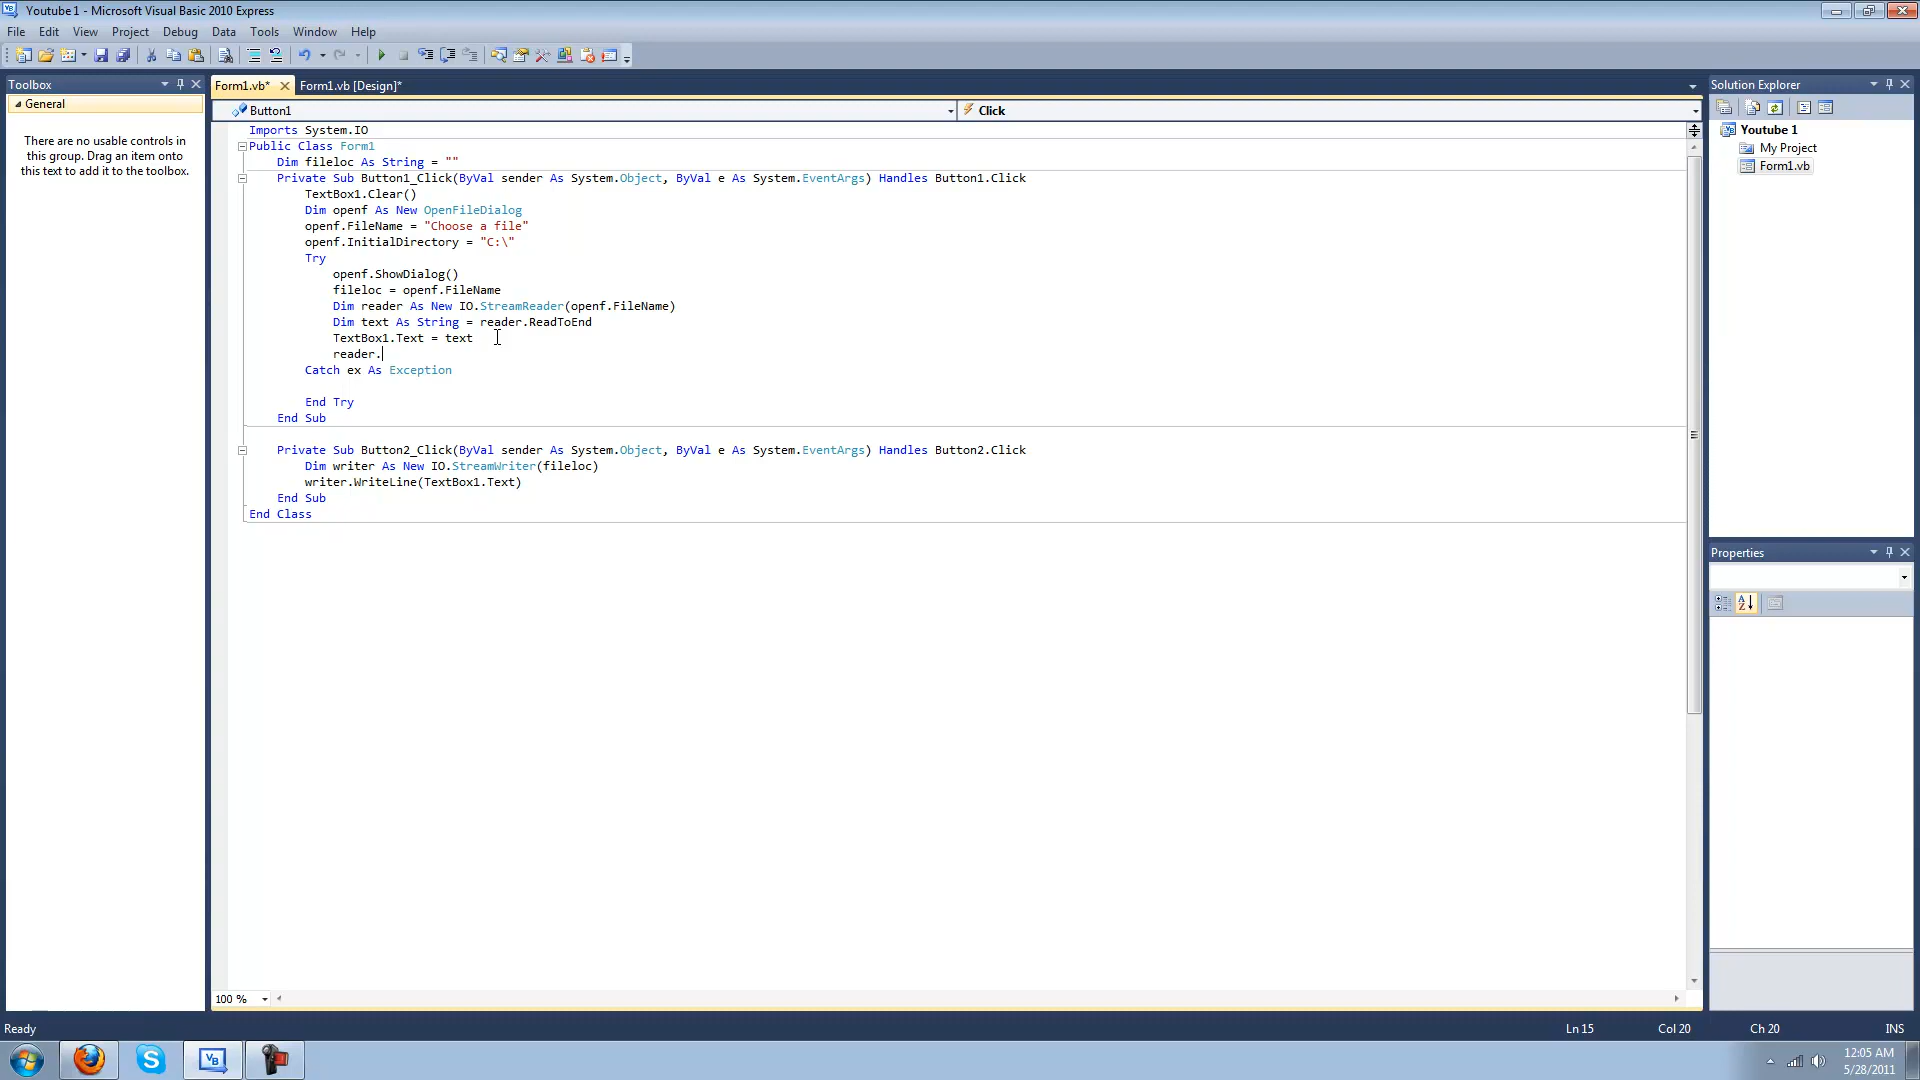 Youtube 1 - Microsoft Visual Basic 2010 Express
File Edit View Project Debug Data Tools Window Help
Toolbox
General
There are no usable controls in
this group. Drag an item onto
this text to add it to the toolbox.
Form1.vb* Form1.vb [Design]*
Button1 Click
Imports System.IO
Public Class Form1
Dim fileloc As String = ""
Private Sub Button1_Click(ByVal sender As System.Object, ByVal e As System.EventArgs) Handles Button1.Click
TextBox1.Clear()
Dim openf As New OpenFileDialog
openf.FileName = "Choose a file"
openf.InitialDirectory = "C:\"
Try
openf.ShowDialog()
fileloc = openf.FileName
Dim reader As New IO.StreamReader(openf.FileName)
Dim text As String = reader.ReadToEnd
TextBox1.Text = text
reader.
Catch ex As Exception
End Try
End Sub
Private Sub Button2_Click(ByVal sender As System.Object, ByVal e As System.EventArgs) Handles Button2.Click
Dim writer As New IO.StreamWriter(fileloc)
writer.WriteLine(TextBox1.Text)
End Sub
End Class
100 %
Solution Explorer
Youtube 1
My Project
Form1.vb
Properties
Ready
Ln 15 Col 20 Ch 20 INS
12:05 AM
5/28/2011